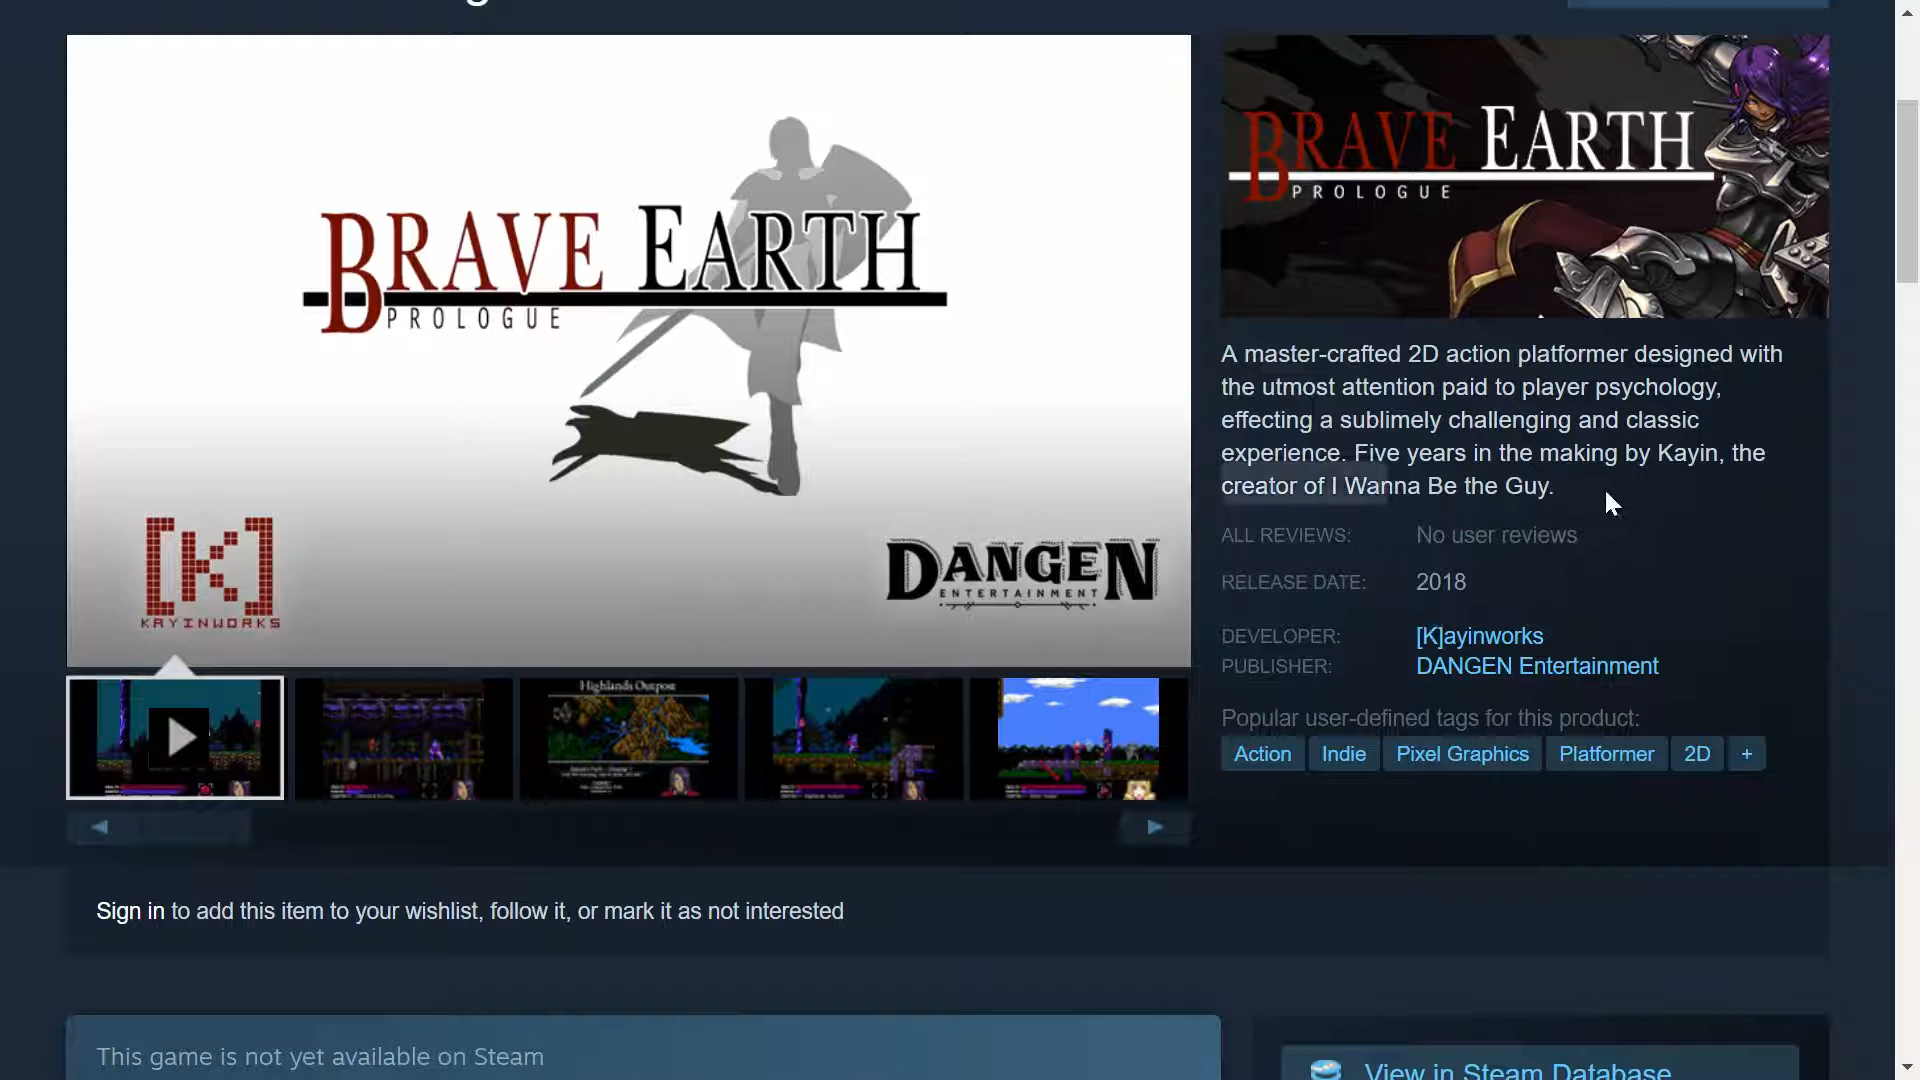 BRAVE EARTH
PROLOGUE
[K]
KAYINWORKS
DANGEN
ENTERTAINMENT
Highlands Outpost
BRAVE EARTH
PROLOGUE
A master-crafted 2D action platformer designed with
the utmost attention paid to player psychology,
effecting a sublimely challenging and classic
experience. Five years in the making by Kayin, the
creator of I Wanna Be the Guy.
ALL REVIEWS: No user reviews
RELEASE DATE: 2018
DEVELOPER: [K]ayinworks
PUBLISHER: DANGEN Entertainment
Popular user-defined tags for this product:
Action Indie Pixel Graphics Platformer 2D +
Sign in to add this item to your wishlist, follow it, or mark it as not interested
This game is not yet available on Steam
View in Steam Database